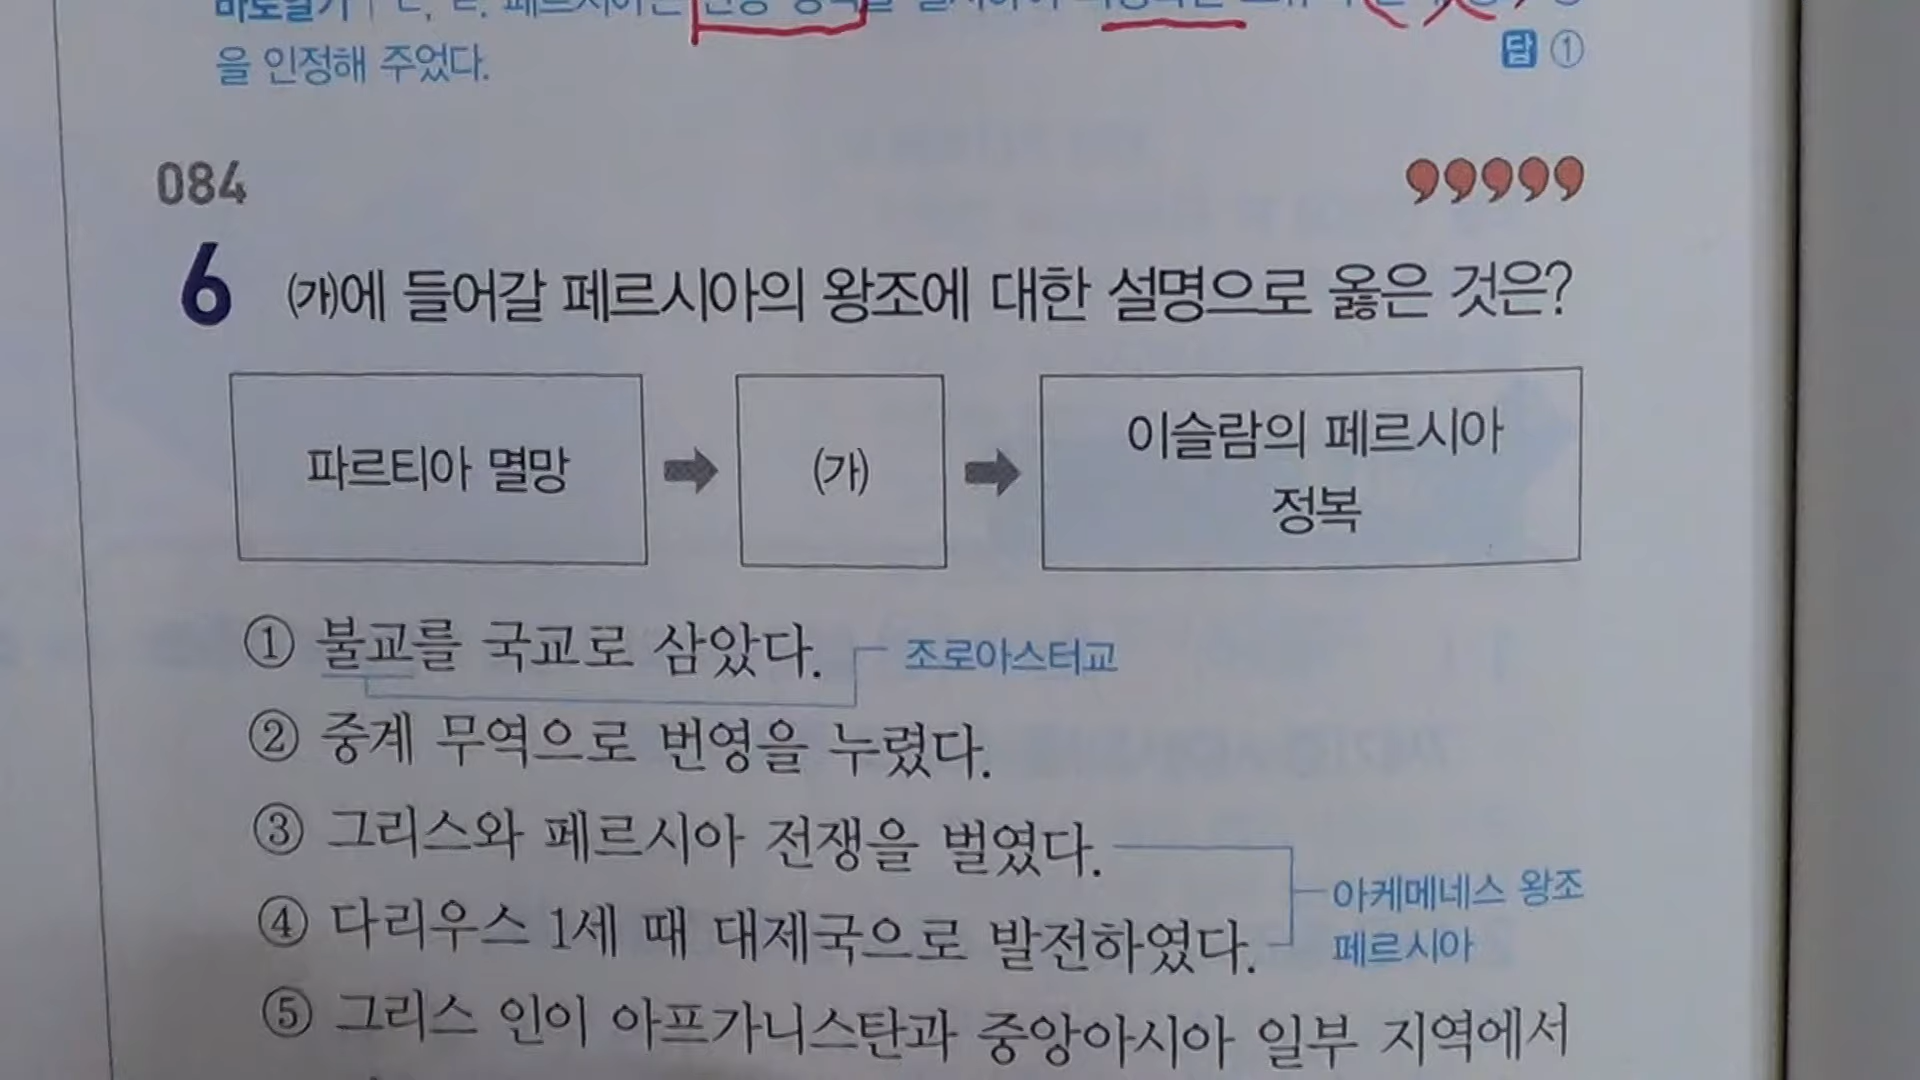 을 인정해 주었다.
답 ①
084
6 ㈎에 들어갈 페르시아의 왕조에 대한 설명으로 옳은 것은?
파르티아 멸망
㈎
이슬람의 페르시아
정복
① 불교를 국교로 삼았다.
조로아스터교
② 중계 무역으로 번영을 누렸다.
③ 그리스와 페르시아 전쟁을 벌였다.
④ 다리우스 1세 때 대제국으로 발전하였다.
아케메네스 왕조
페르시아
⑤ 그리스 인이 아프가니스탄과 중앙아시아 일부 지역에서